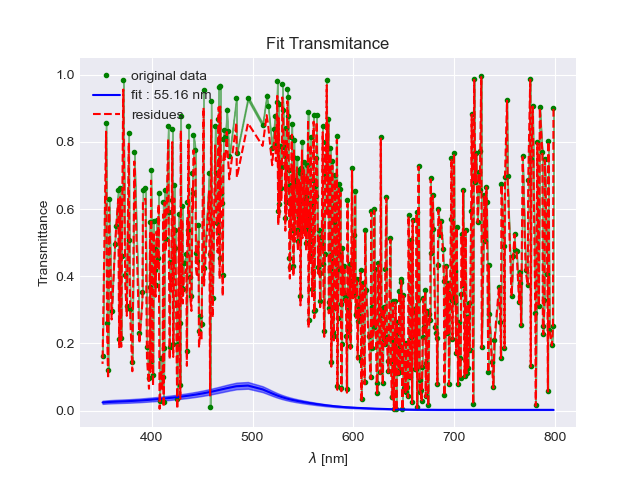 Fit Transmitance
original data
fit : 55.16 nm
residues
Transmittance
1.0
0.8
0.6
0.4
0.2
0.0
400
500
600
700
800
λ [nm]